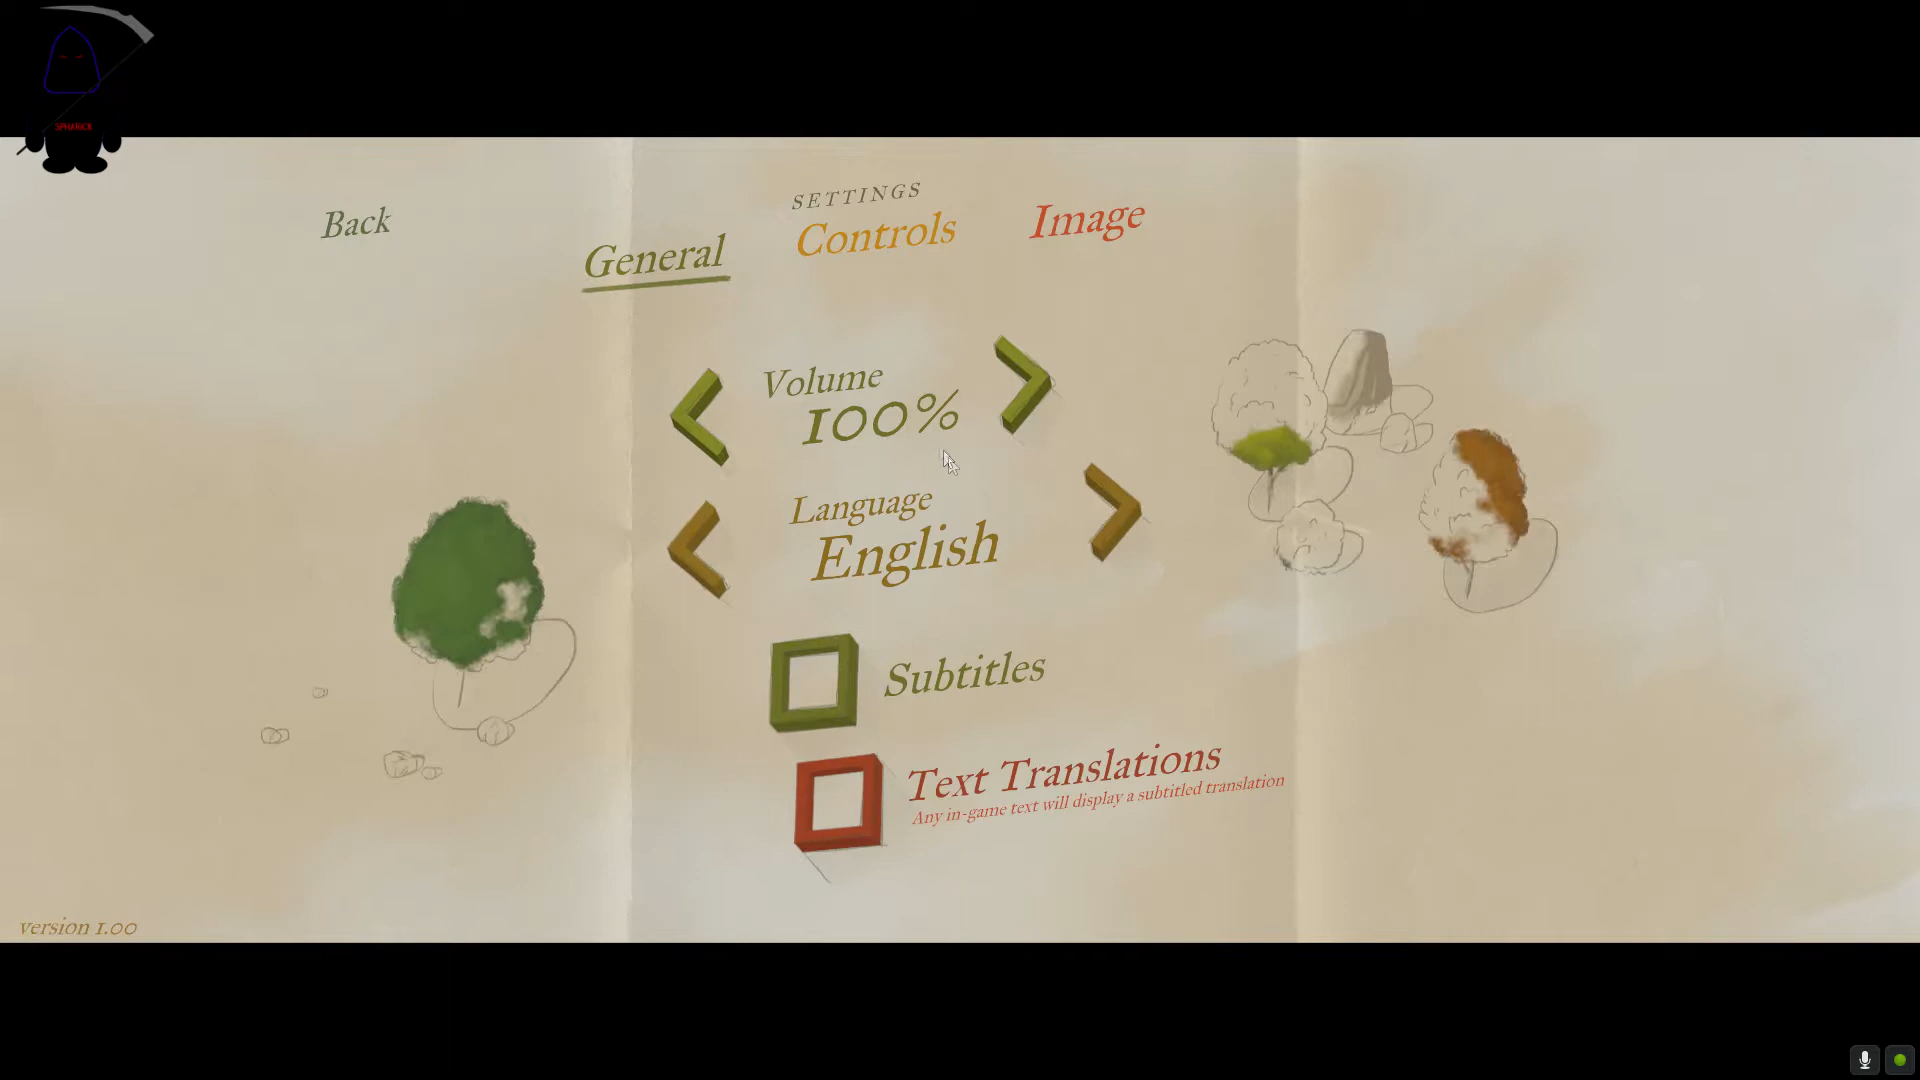 SPHARICK
SETTINGS
Back
General
Controls
Image
Volume
100%
Language
English
Subtitles
Text Translations
Any in-game text will display a subtitled translation
version 1.00